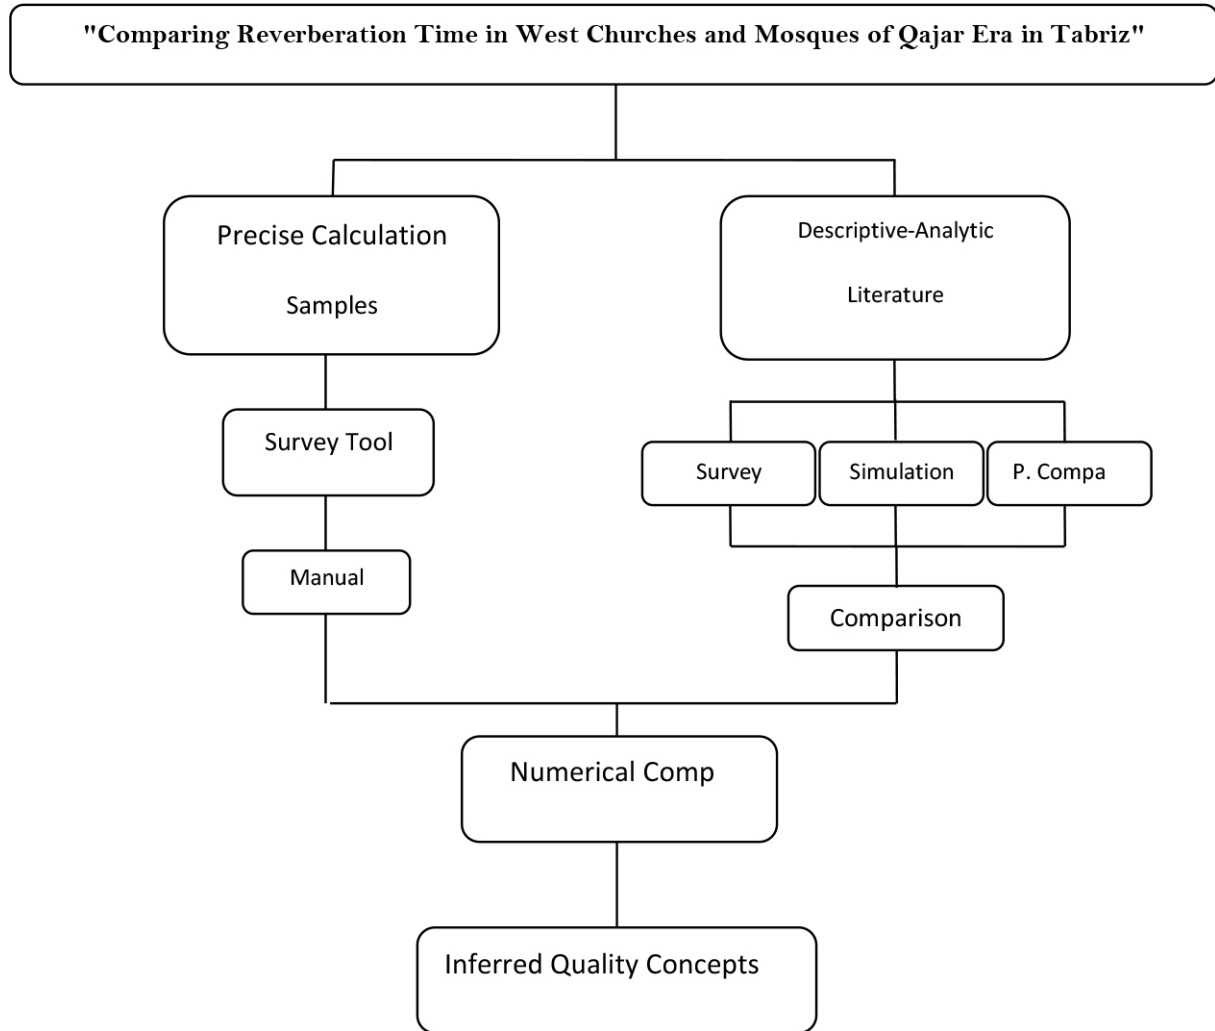 "Comparing Reverberation Time in West Churches and Mosques of Qajar Era in Tabriz"
Precise Calculation
Samples
Descriptive-Analytic
Literature
Survey Tool
Survey
Simulation
P. Compa
Manual
Comparison
Numerical Comp
Inferred Quality Concepts